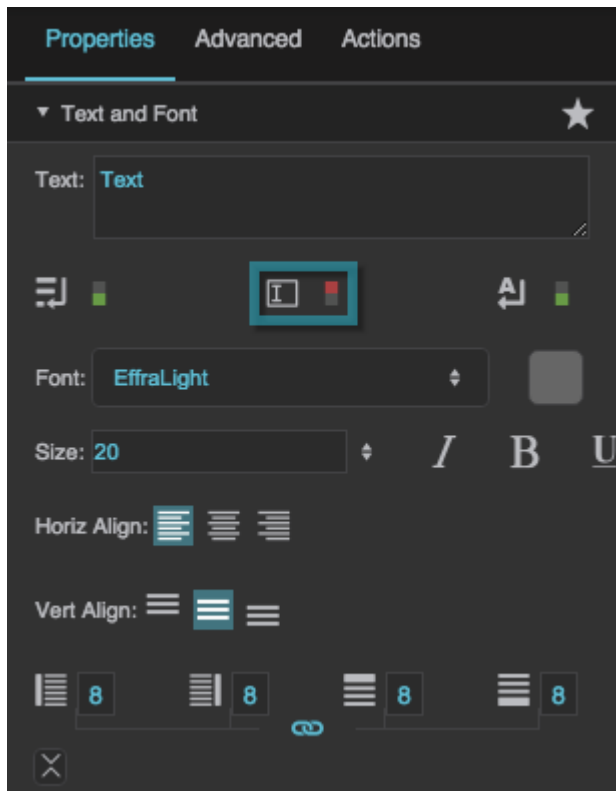 Properties Advanced Actions
Text and Font
Text: Text
A
Font: EffraLight
Size: 20 I B U
Horiz Align:
Vert Align:
8 8 8 8